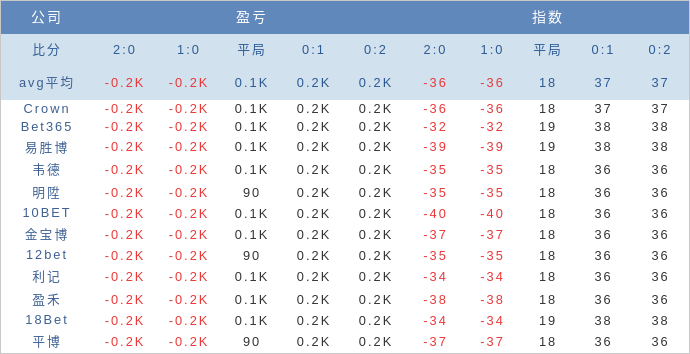 公司 盈亏 指数
比分 2:0 1:0 平局 0:1 0:2 2:0 1:0 平局 0:1 0:2
avg平均 -0.2K -0.2K 0.1K 0.2K 0.2K -36 -36 18 37 37
Crown -0.2K -0.2K 0.1K 0.2K 0.2K -36 -36 18 37 37
Bet365 -0.2K -0.2K 0.1K 0.2K 0.2K -32 -32 19 38 38
易胜博 -0.2K -0.2K 0.1K 0.2K 0.2K -39 -39 19 38 38
韦德 -0.2K -0.2K 0.1K 0.2K 0.2K -35 -35 18 36 36
明陞 -0.2K -0.2K 90 0.2K 0.2K -35 -35 18 36 36
10BET -0.2K -0.2K 0.1K 0.2K 0.2K -40 -40 18 36 36
金宝博 -0.2K -0.2K 0.1K 0.2K 0.2K -37 -37 18 36 36
12bet -0.2K -0.2K 90 0.2K 0.2K -35 -35 18 36 36
利记 -0.2K -0.2K 0.1K 0.2K 0.2K -34 -34 18 36 36
盈禾 -0.2K -0.2K 0.1K 0.2K 0.2K -38 -38 18 36 36
18Bet -0.2K -0.2K 0.1K 0.2K 0.2K -34 -34 19 38 38
平博 -0.2K -0.2K 90 0.2K 0.2K -37 -37 18 36 36